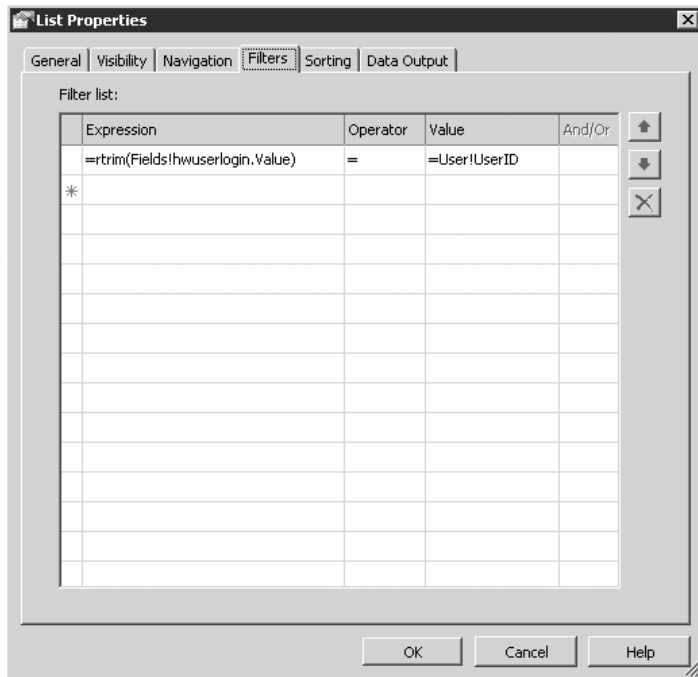 List Properties
General Visibility Navigation Filters Sorting Data Output
Filter list:
Expression Operator Value And/Or
=rtrim(Fields!hwuserlogin.Value) = =User!UserID
OK Cancel Help